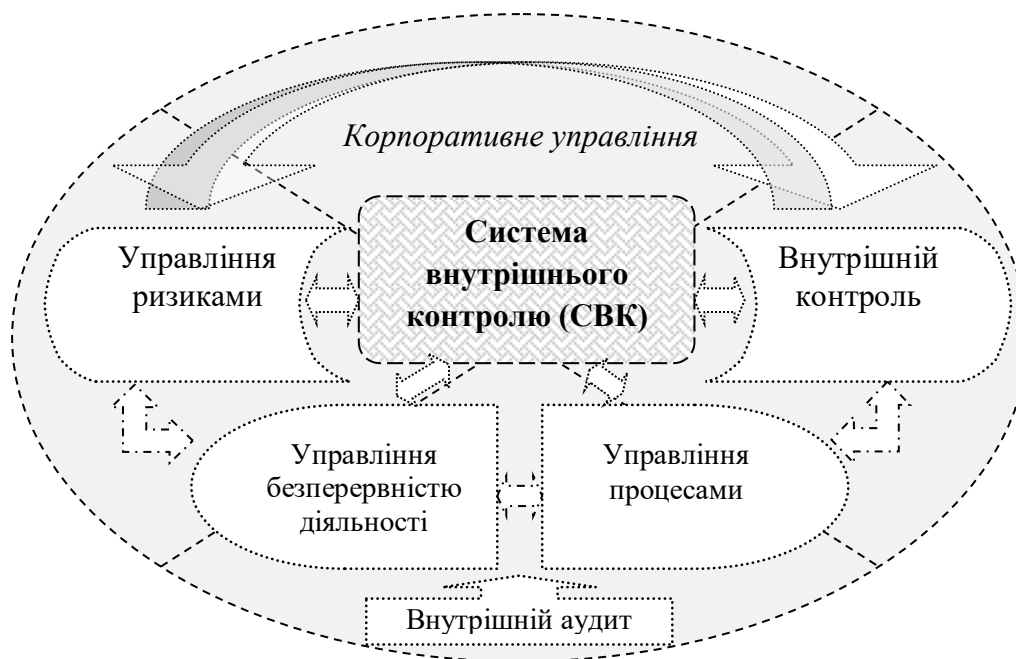 Корпоративне управління
Система
внутрішнього
контролю (СВК)
Управління
ризиками
Внутрішній
контроль
Управління
безперервністю
діяльності
Управління
процесами
Внутрішній аудит